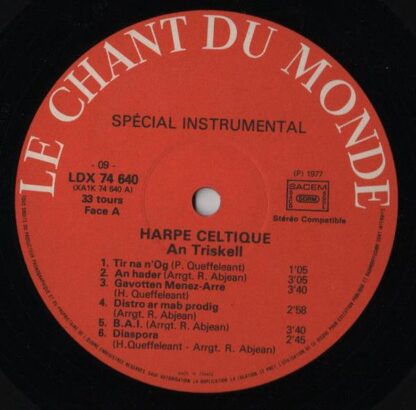 LE CHANT DU MONDE
SPÉCIAL INSTRUMENTAL
- 09 -
LDX 74 640
(XA1K 74 640 A)
33 tours
Face A
(P) 1977
SACEM
SDRM
Stéréo Compatible
HARPE CELTIQUE
An Triskell
1. Tir na n'Og (P. Queffeleant) 1'05
2. An hader (Arrgt. R. Abjean) 3'05
3. Gavotten Menez-Arre 3'40
(H. Queffeleant)
4. Distro ar mab prodig 2'58
(Arrgt. R. Abjean)
5. B.A.I. (Arrgt. R. Abjean) 3'40
6. Diaspora 2'45
(H. Queffeleant - Arrgt. R. Abjean)
MADE IN FRANCE